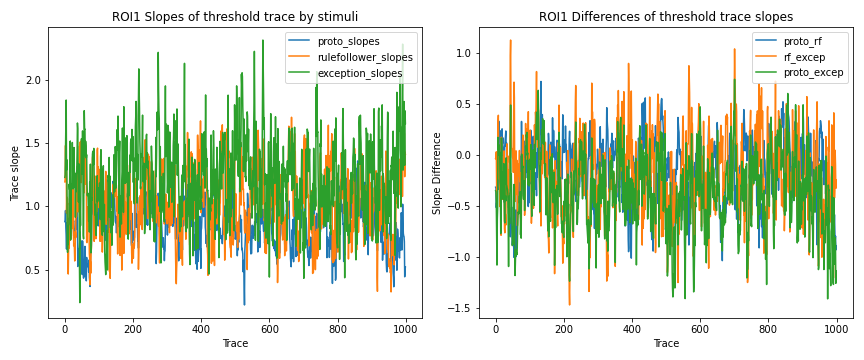 ROI1 Slopes of threshold trace by stimuli
proto_slopes
rulefollower_slopes
exception_slopes
Trace slope
2.0
1.5
1.0
0.5
0
200
400
600
800
1000
Trace
ROI1 Differences of threshold trace slopes
proto_rf
rf_excep
proto_excep
Slope Difference
1.0
0.5
0.0
−0.5
−1.0
−1.5
0
200
400
600
800
1000
Trace